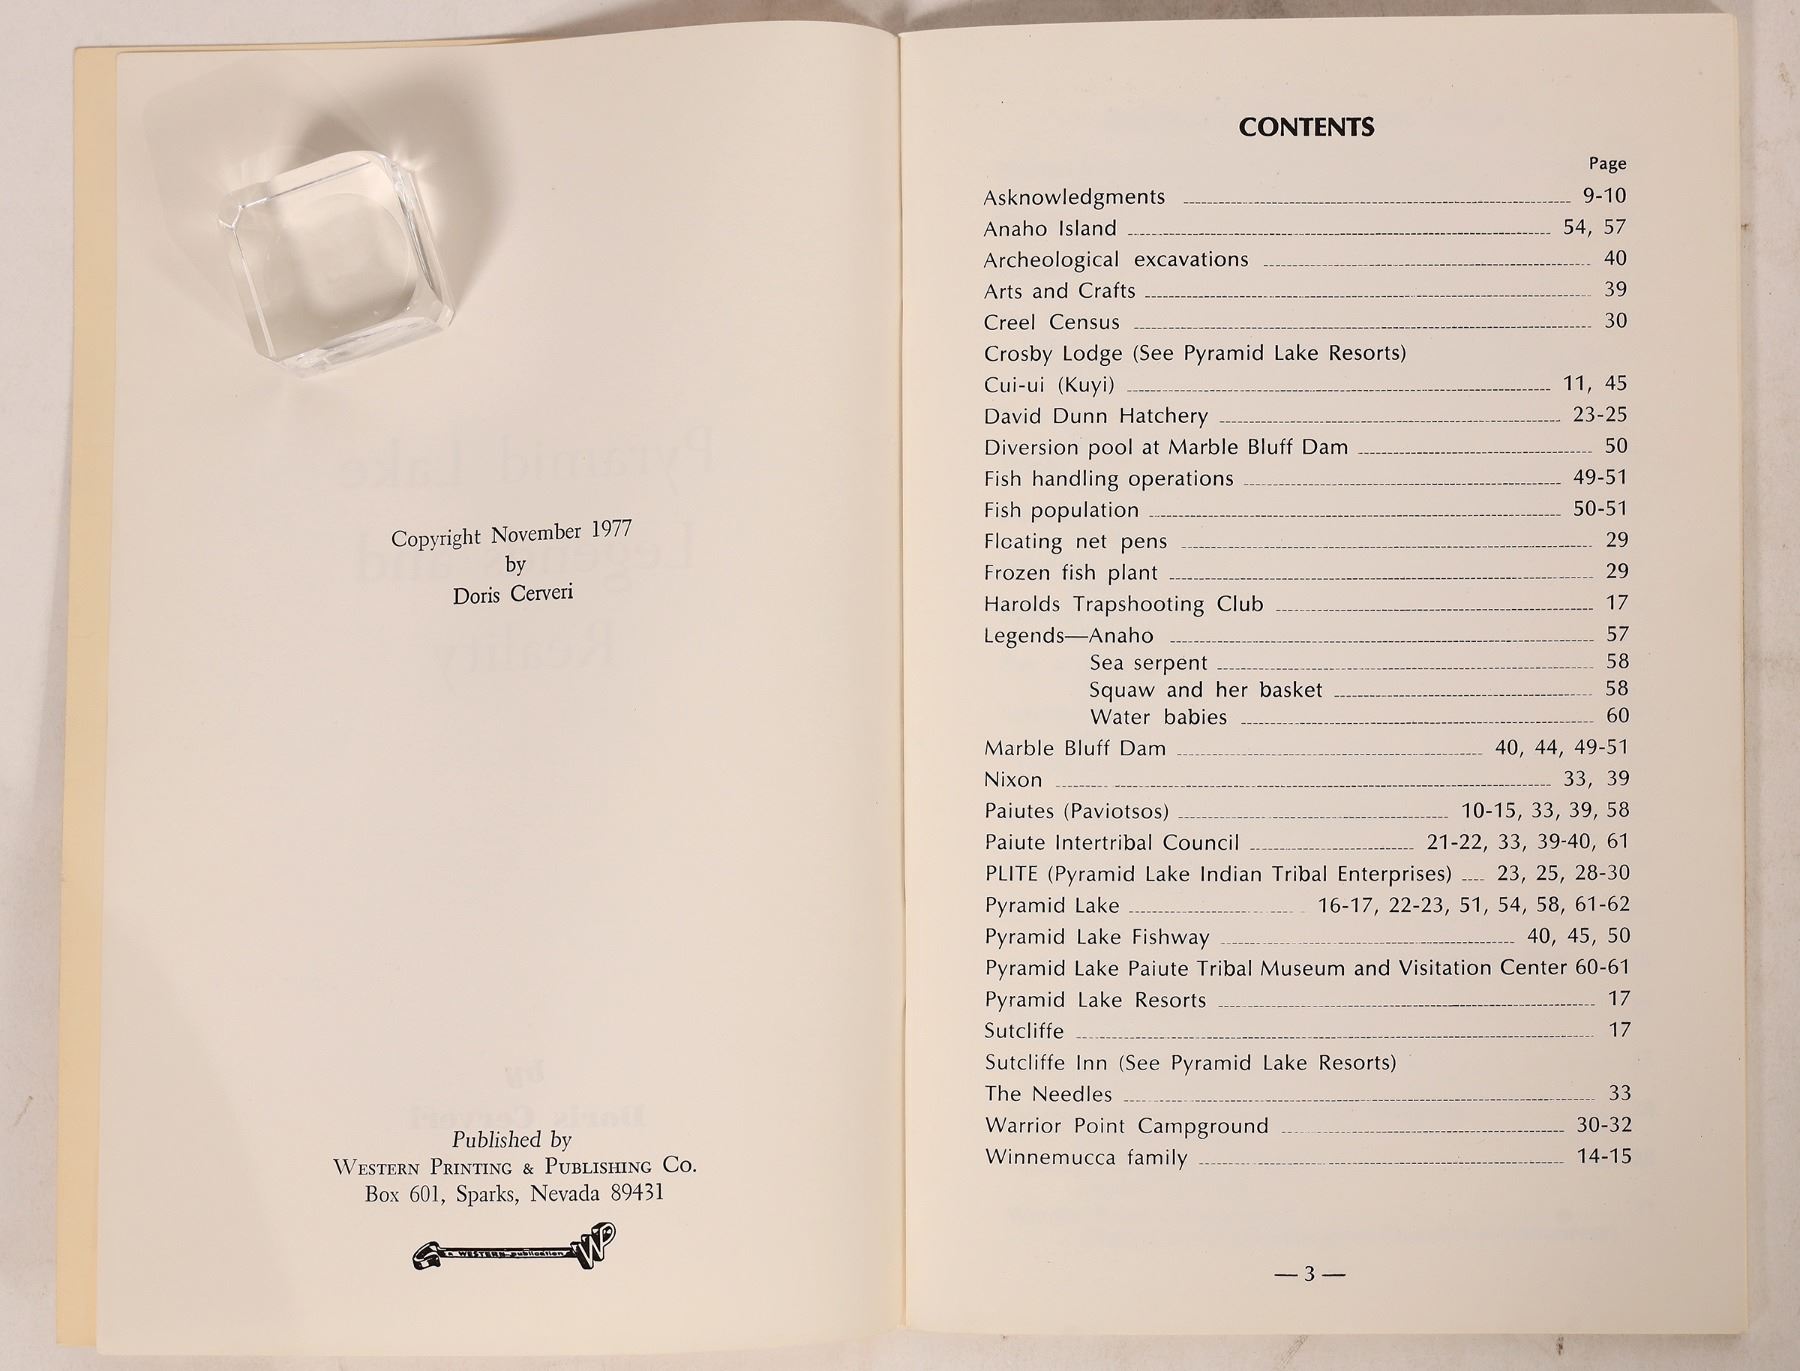 Copyright November 1977
by
Doris Cerveri
Published by
Western Printing & Publishing Co.
Box 601, Sparks, Nevada 89431
a WESTERN publication WP
CONTENTS
Page
Asknowledgments 9-10
Anaho Island 54, 57
Archeological excavations 40
Arts and Crafts 39
Creel Census 30
Crosby Lodge (See Pyramid Lake Resorts)
Cui-ui (Kuyi) 11, 45
David Dunn Hatchery 23-25
Diversion pool at Marble Bluff Dam 50
Fish handling operations 49-51
Fish population 50-51
Floating net pens 29
Frozen fish plant 29
Harolds Trapshooting Club 17
Legends—Anaho 57
Sea serpent 58
Squaw and her basket 58
Water babies 60
Marble Bluff Dam 40, 44, 49-51
Nixon 33, 39
Paiutes (Paviotsos) 10-15, 33, 39, 58
Paiute Intertribal Council 21-22, 33, 39-40, 61
PLITE (Pyramid Lake Indian Tribal Enterprises) 23, 25, 28-30
Pyramid Lake 16-17, 22-23, 51, 54, 58, 61-62
Pyramid Lake Fishway 40, 45, 50
Pyramid Lake Paiute Tribal Museum and Visitation Center 60-61
Pyramid Lake Resorts 17
Sutcliffe 17
Sutcliffe Inn (See Pyramid Lake Resorts)
The Needles 33
Warrior Point Campground 30-32
Winnemucca family 14-15
— 3 —